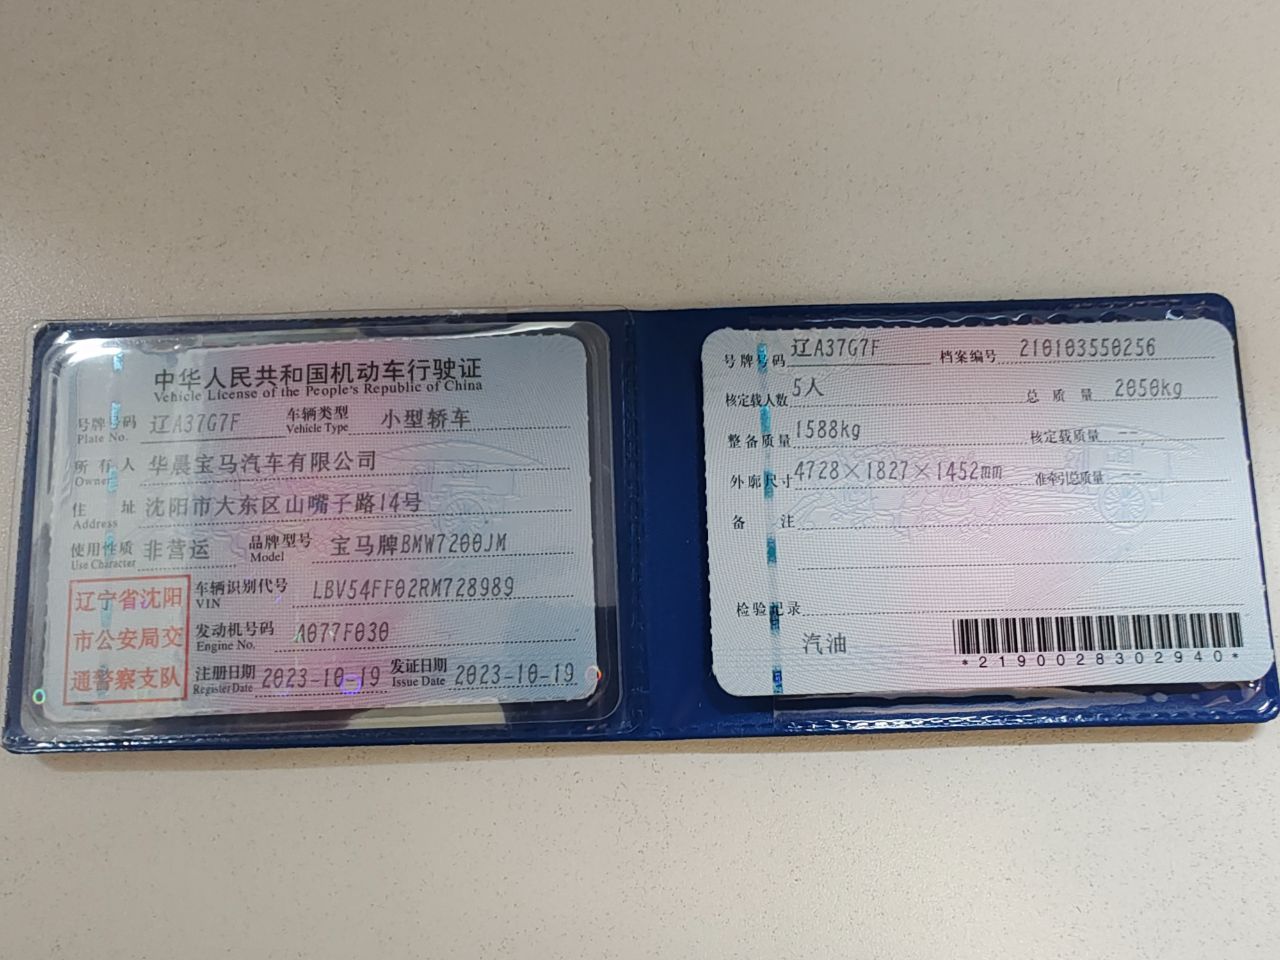 中华人民共和国机动车行驶证
Vehicle License of the People's Republic of China
号牌号码 Plate No. 辽A37G7F 车辆类型 Vehicle Type 小型轿车
所有人 Owner 华晨宝马汽车有限公司
住址 Address 沈阳市大东区山嘴子路14号
使用性质 Use Character 非营运 品牌型号 Model 宝马牌BMW7200JM
辽宁省沈阳
市公安局交
通警察支队
车辆识别代号 VIN LBV54FF02RM728989
发动机号码 Engine No. A077F030
注册日期 Register Date 2023-10-19 发证日期 Issue Date 2023-10-19
号牌号码 辽A37G7F 档案编号 210103550256
核定载人数 5人 总质量 2050kg
整备质量 1588kg 核定载质量 --
外廓尺寸 4728×1827×1452mm 准牵引总质量 --
备注
检验记录
汽油
*2190028302940*